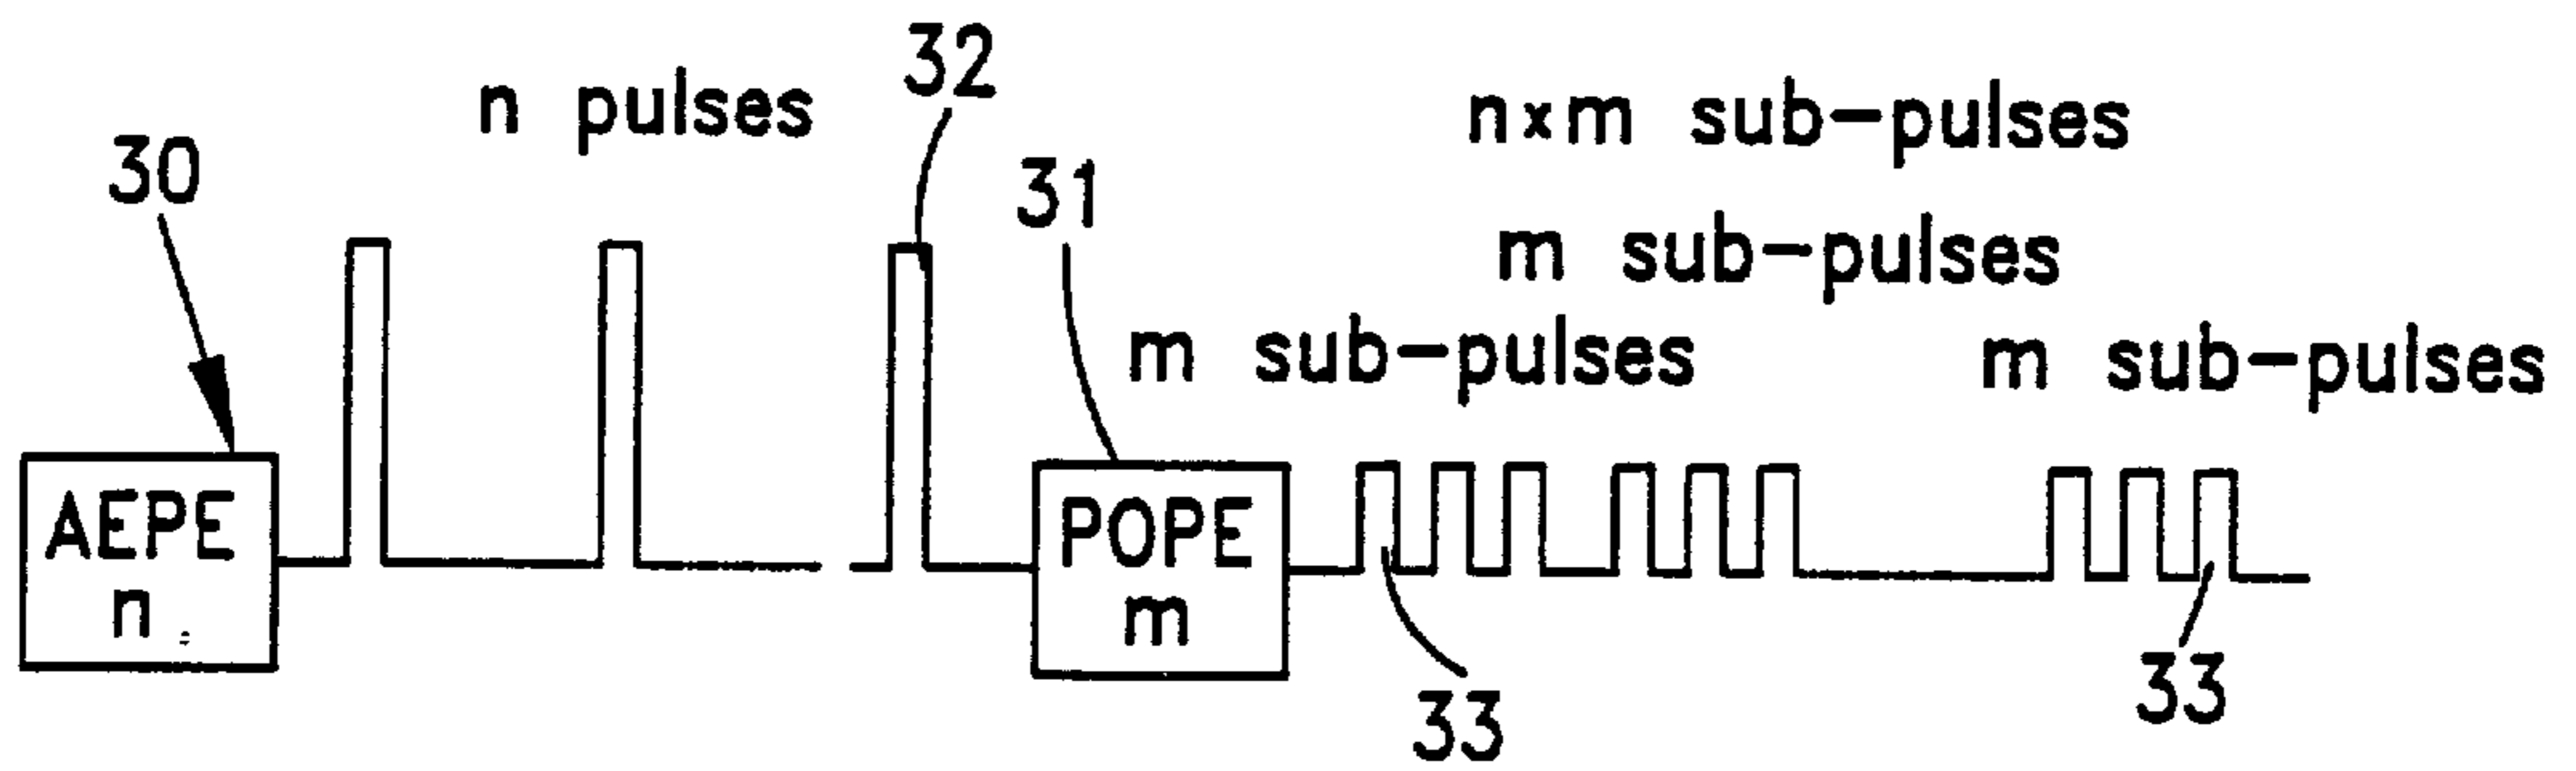 32
n pulses
n×m sub-pulses
30
31
m sub-pulses
m sub-pulses
m sub-pulses
AEPE
n
POPE
m
33
33